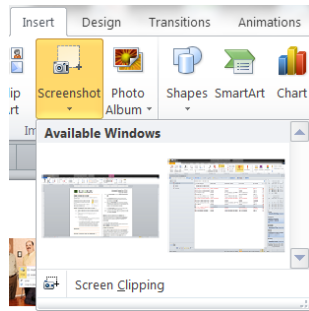 Insert Design Transitions Animations
Screenshot Photo Album Shapes SmartArt Chart
Available Windows
Screen Clipping